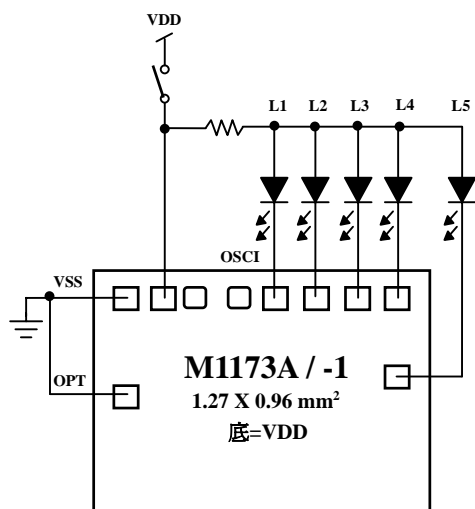 VDD
L1 L2 L3 L4 L5
OSCI
VSS
OPT
M1173A / -1
1.27 X 0.96 mm²
底=VDD